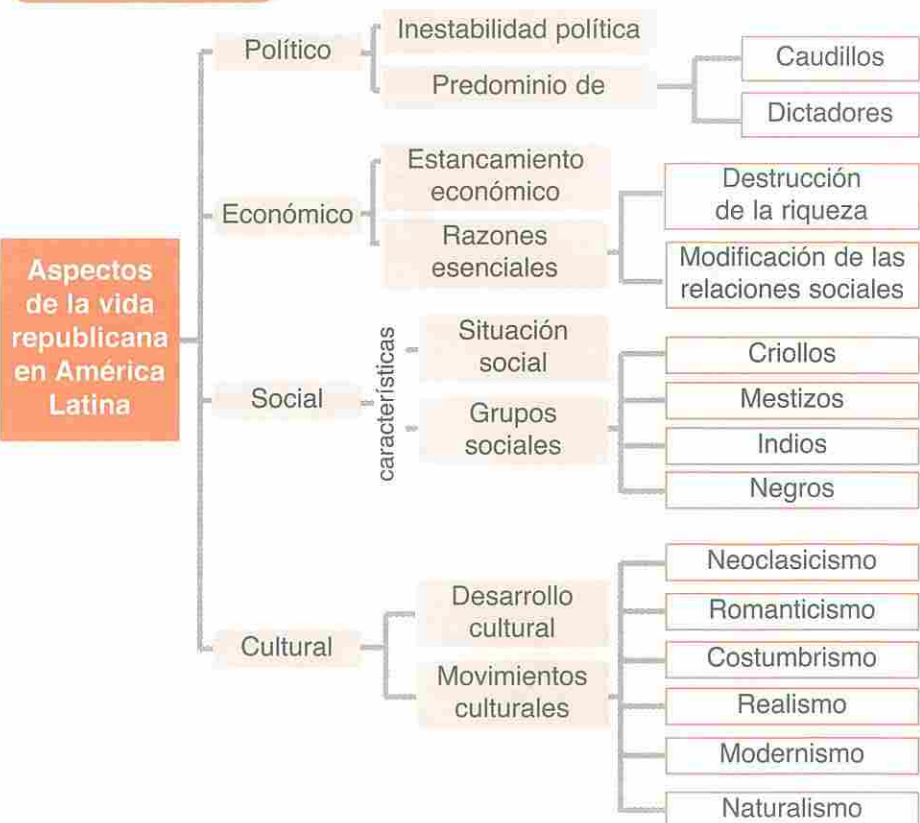 Aspectos
de la vida
republicana
en América
Latina
Político
Inestabilidad política
Predominio de
Caudillos
Dictadores
Económico
Estancamiento
económico
Razones
esenciales
Destrucción
de la riqueza
Modificación de las
relaciones sociales
Social
características
Situación
social
Grupos
sociales
Criollos
Mestizos
Indios
Negros
Cultural
Desarrollo
cultural
Movimientos
culturales
Neoclasicismo
Romanticismo
Costumbrismo
Realismo
Modernismo
Naturalismo